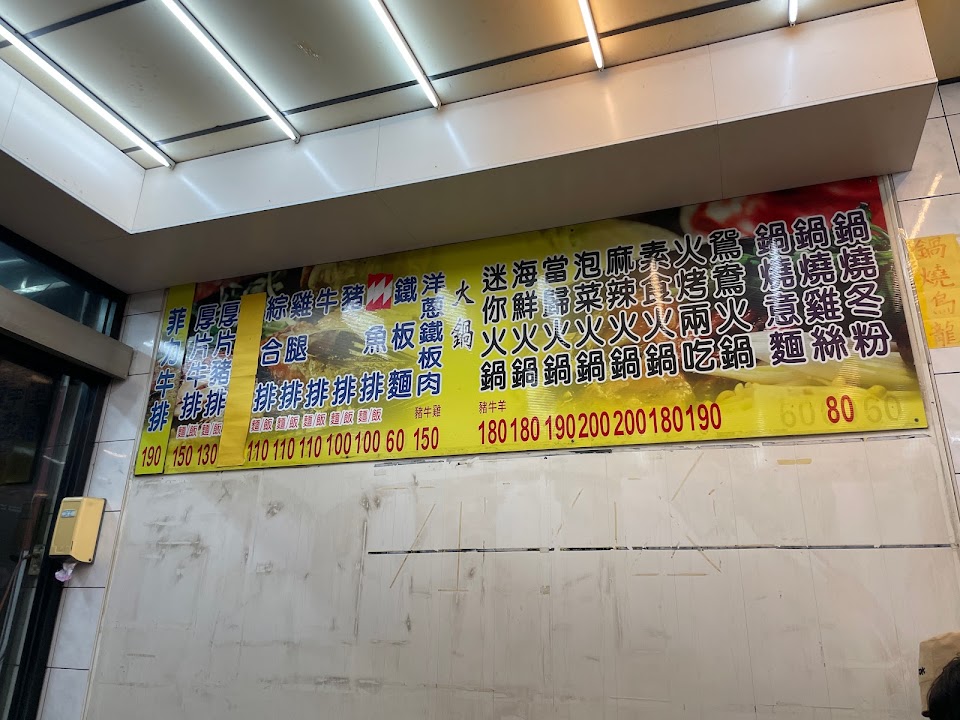 菲力牛排
190
厚片牛排
麵/飯
150
厚片豬排
麵/飯
130
綜合排
麵/飯
110
雞腿排
麵/飯
110
牛排
麵/飯
110
豬排
麵/飯
100
魚排
麵/飯
100
鐵板麵
60
洋蔥鐵板肉
豬牛雞
150
火鍋
迷你火鍋
豬牛羊
180
海鮮火鍋
180
當歸火鍋
190
泡菜火鍋
200
麻辣火鍋
200
素食火鍋
180
火烤兩吃
190
鴛鴦火鍋
鍋燒意麵
60
鍋燒雞絲
80
鍋燒冬粉
60
鍋燒烏龍